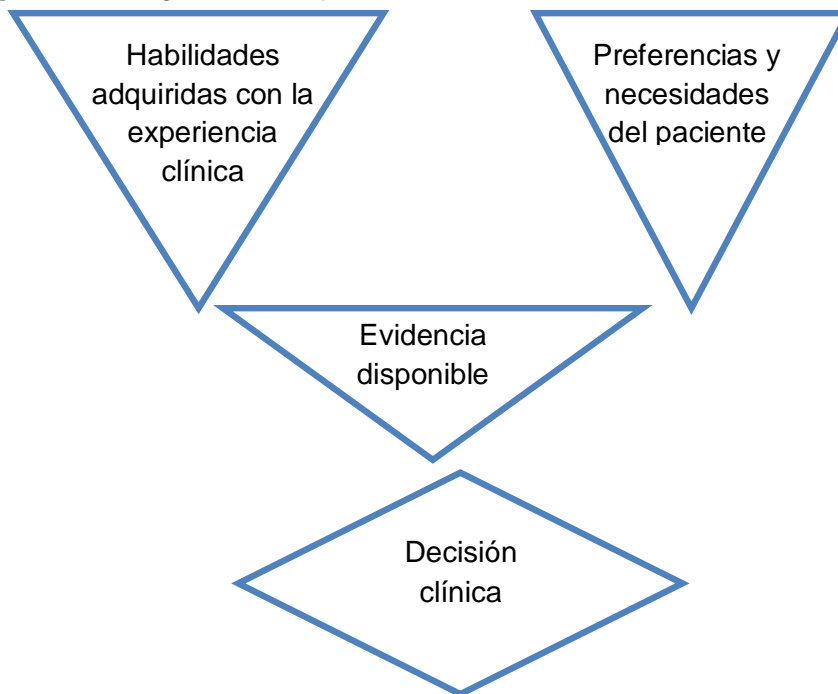 Habilidades
adquiridas con la
experiencia
clínica
Preferencias y
necesidades
del paciente
Evidencia
disponible
Decisión
clínica